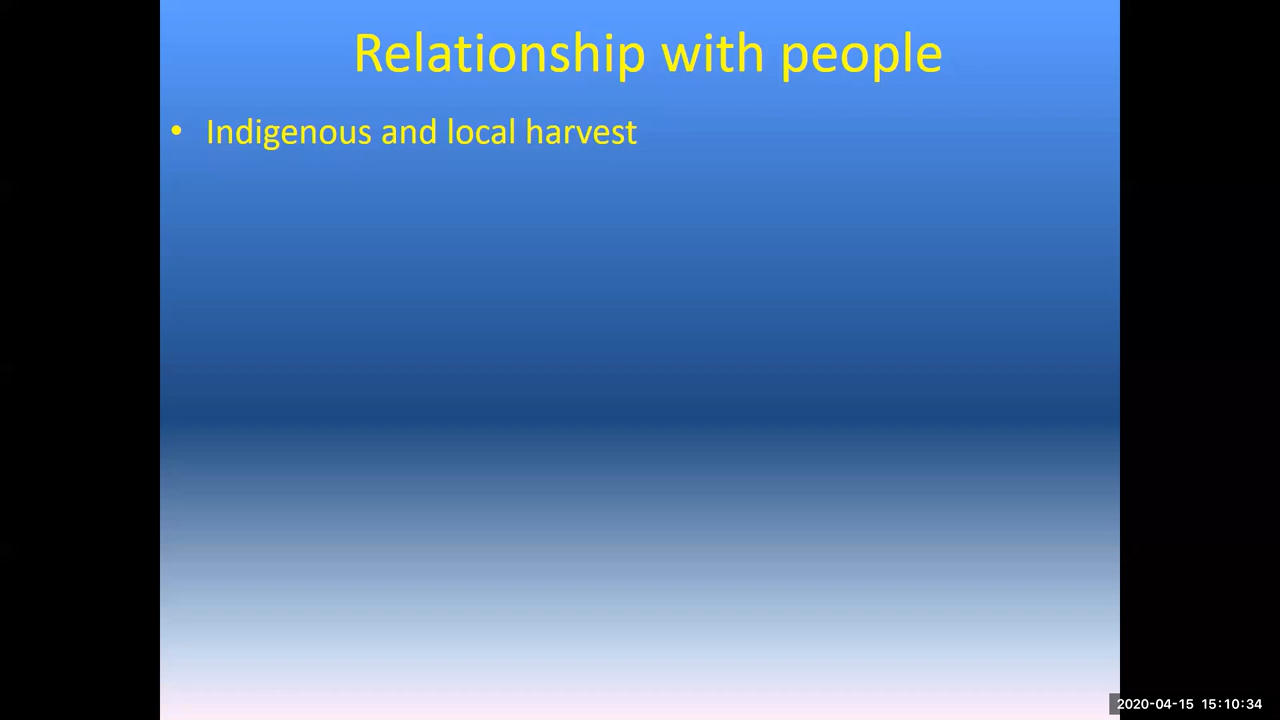 Relationship with people
• Indigenous and local harvest
2020-04-15 15:10:34